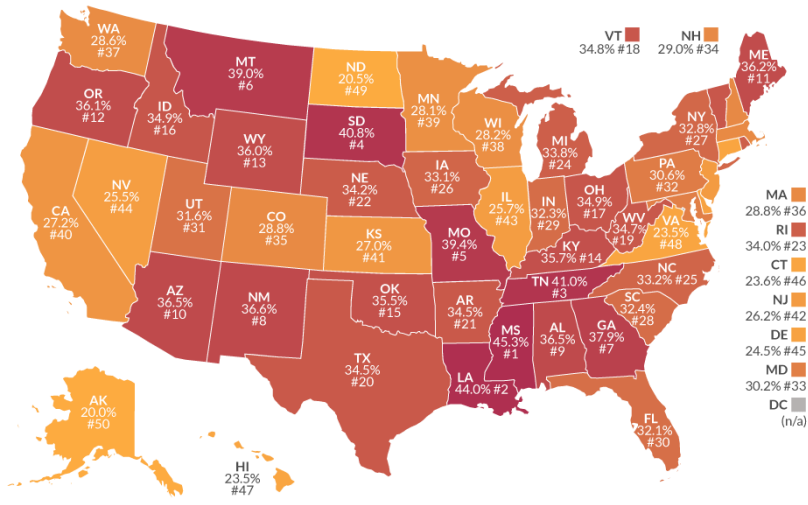 WA
28.6%
#37
MT
39.0%
#6
ND
20.5%
#49
MN
28.1%
#39
VT
34.8% #18
NH
29.0% #34
ME
36.2%
#11
OR
36.1%
#12
ID
34.9%
#16
WY
36.0%
#13
SD
40.8%
#4
WI
28.2%
#38
MI
33.8%
#24
NY
32.8%
#27
NV
25.5%
#44
UT
31.6%
#31
CO
28.8%
#35
NE
34.2%
#22
IA
33.1%
#26
IL
25.7%
#43
IN
32.3%
#29
OH
34.9%
#17
PA
30.6%
#32
CA
27.2%
#40
KS
27.0%
#41
MO
39.4%
#5
KY
35.7% #14
WV
34.7%
#19
VA
23.5%
#48
MA
28.8% #36
RI
34.0% #23
CT
23.6% #46
NJ
26.2% #42
DE
24.5% #45
MD
30.2% #33
DC
(n/a)
AZ
36.5%
#10
NM
36.6%
#8
OK
35.5%
#15
AR
34.5%
#21
TN 41.0%
#3
NC
33.2% #25
SC
32.4%
#28
TX
34.5%
#20
LA
44.0% #2
MS
45.3%
#1
AL
36.5%
#9
GA
37.9%
#7
FL
32.1%
#30
AK
20.0%
#50
HI
23.5%
#47